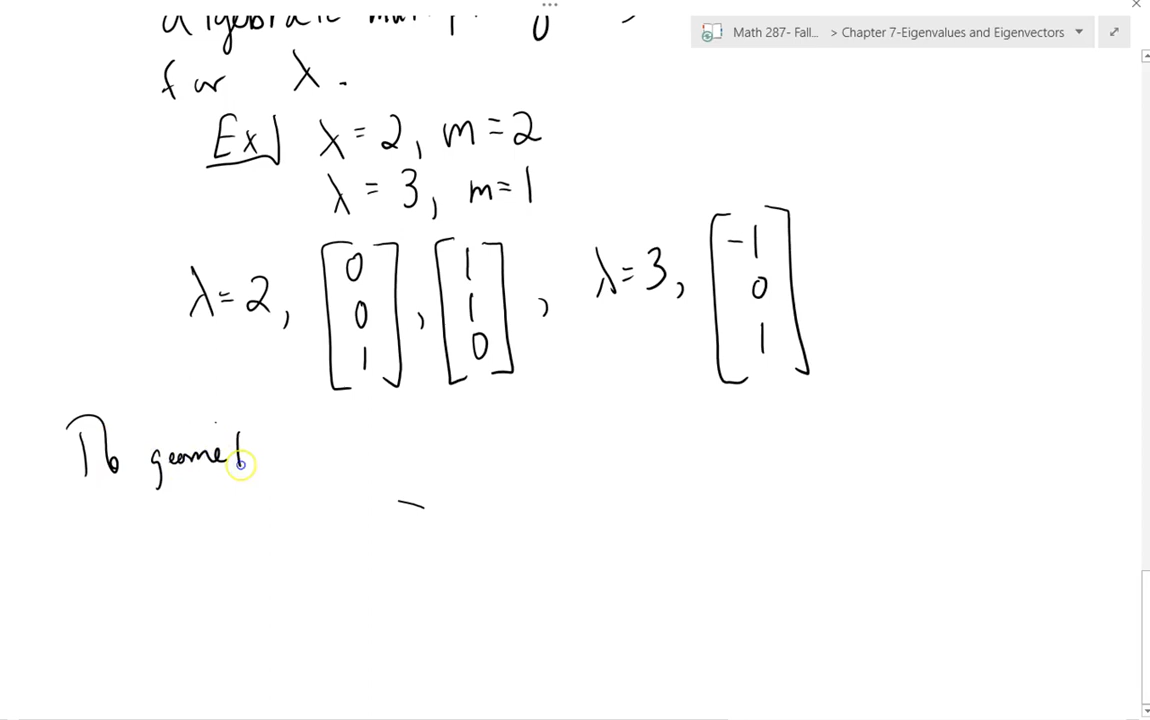 Math 287- Fall... > Chapter 7-Eigenvalues and Eigenvectors
algebraic
for λ.
Ex] λ=2, m=2
λ=3, m=1
λ=2, [0 0 1], [1 1 0], λ=3, [-1 0 1]
The geomet